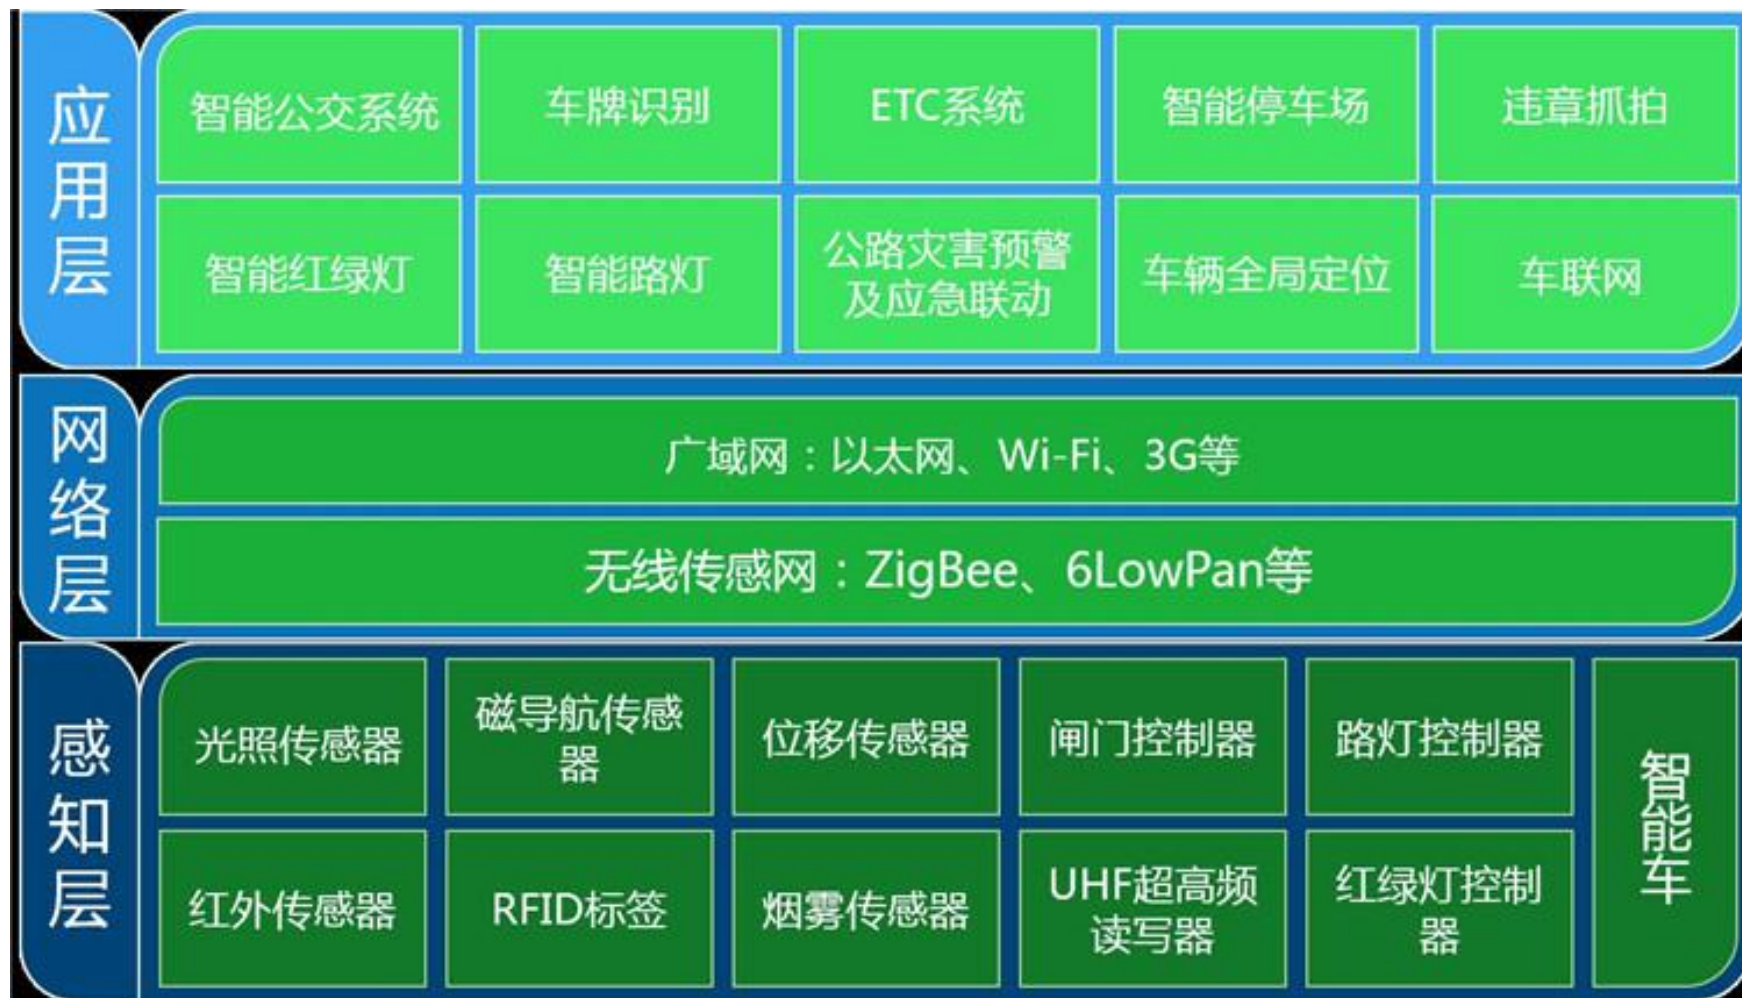 应用层
智能公交系统
车牌识别
ETC系统
智能停车场
违章抓拍
智能红绿灯
智能路灯
公路灾害预警
及应急联动
车辆全局定位
车联网
网络层
广域网：以太网、Wi-Fi、3G等
无线传感网：ZigBee、6LowPan等
感知层
光照传感器
磁导航传感
器
位移传感器
闸门控制器
路灯控制器
智能车
红外传感器
RFID标签
烟雾传感器
UHF超高频
读写器
红绿灯控制
器